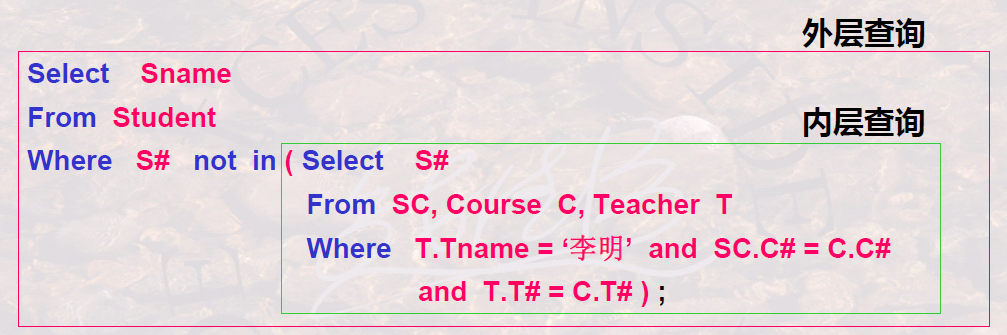 外层查询
Select Sname
From Student
内层查询
Where S# not in ( Select S#
From SC, Course C, Teacher T
Where T.Tname = ‘李明’ and SC.C# = C.C#
and T.T# = C.T# ) ;